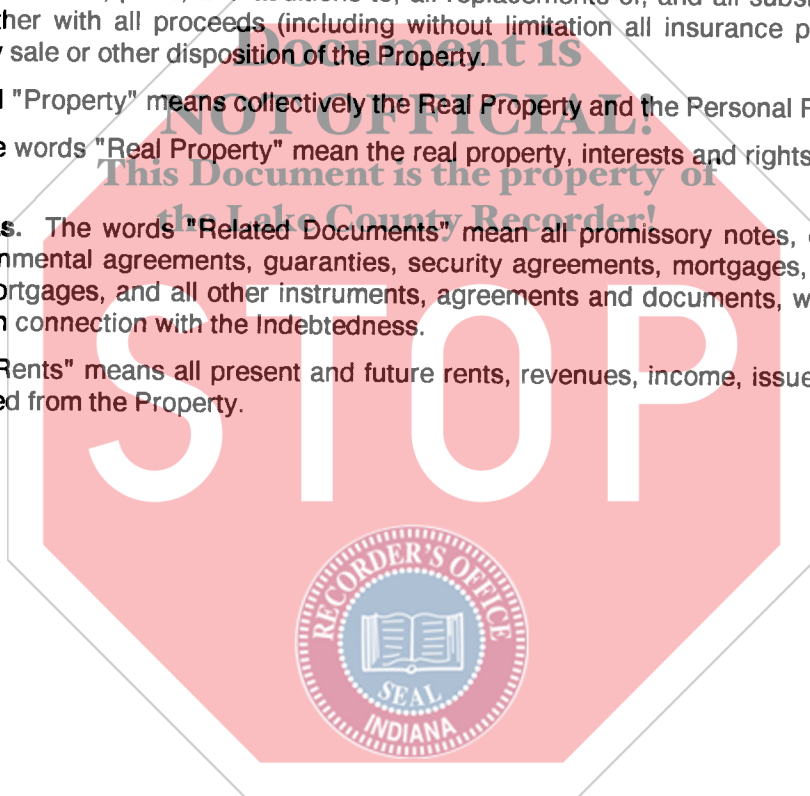 ther with all proceeds (including without limitation all insurance p
sale or other disposition of the Property.
"Property" means collectively the Real Property and the Personal
e words "Real Property" mean the real property, interests and rights
s. The words "Related Documents" mean all promissory notes,
nmental agreements, guaranties, security agreements, mortgages,
ortgages, and all other instruments, agreements and documents, w
n connection with the Indebtedness.
Rents" means all present and future rents, revenues, income, issue
ed from the Property.
Document is
NOT OFFICIAL!
This Document is the property of
the Lake County Recorder!
STOP
RECORDER'S OFFICE
SEAL
INDIANA